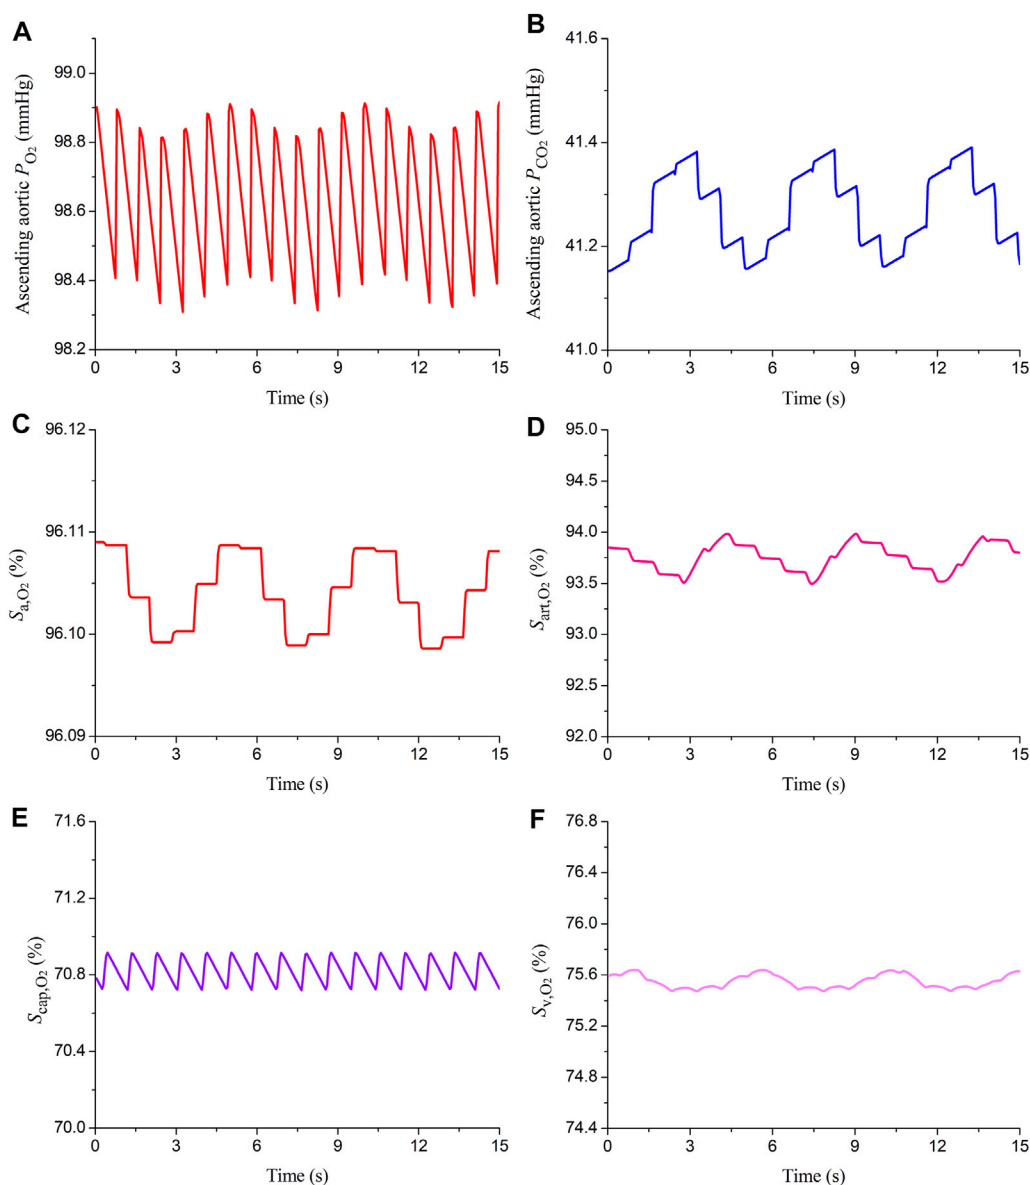 A
Ascending aortic P_O2 (mmHg)
99.0
98.8
98.6
98.4
98.2
0 3 6 9 12 15
Time (s)
B
Ascending aortic P_CO2 (mmHg)
41.6
41.4
41.2
41.0
0 3 6 9 12 15
Time (s)
C
S_a,O2 (%)
96.12
96.11
96.10
96.09
0 3 6 9 12 15
Time (s)
D
S_art,O2 (%)
95.0
94.5
94.0
93.5
93.0
92.5
92.0
0 3 6 9 12 15
Time (s)
E
S_cap,O2 (%)
71.6
71.2
70.8
70.4
70.0
0 3 6 9 12 15
Time (s)
F
S_v,O2 (%)
76.8
76.4
76.0
75.6
75.2
74.8
74.4
0 3 6 9 12 15
Time (s)